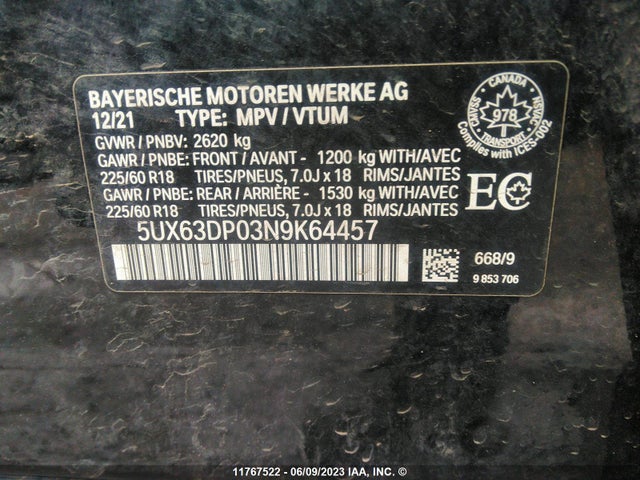 BAYERISCHE MOTOREN WERKE AG
12/21 TYPE: MPV / VTUM
GVWR / PNBV: 2620 kg
GAWR / PNBE: FRONT / AVANT - 1200 kg WITH/AVEC
225/60 R18 TIRES/PNEUS, 7.0J x 18 RIMS/JANTES
GAWR / PNBE: REAR / ARRIÈRE - 1530 kg WITH/AVEC
225/60 R18 TIRES/PNEUS, 7.0J x 18 RIMS/JANTES
5UX63DP03N9K64457
CANADA
SVMAC
NSVAC
978
Complies with ICES-002
EC
668/9
9 853 706
11767522 - 06/09/2023 IAA, INC. ©